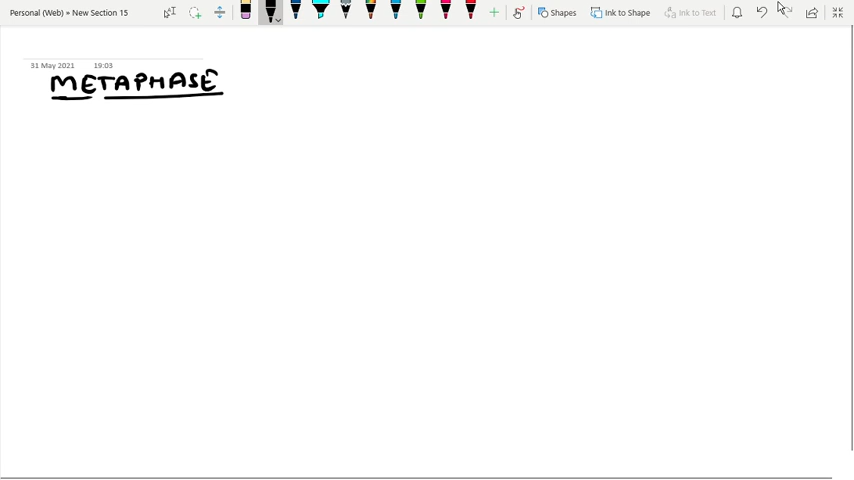 Personal (Web) » New Section 15
Shapes
Ink to Shape
Ink to Text
31 May 2021 19:03
METAPHASE